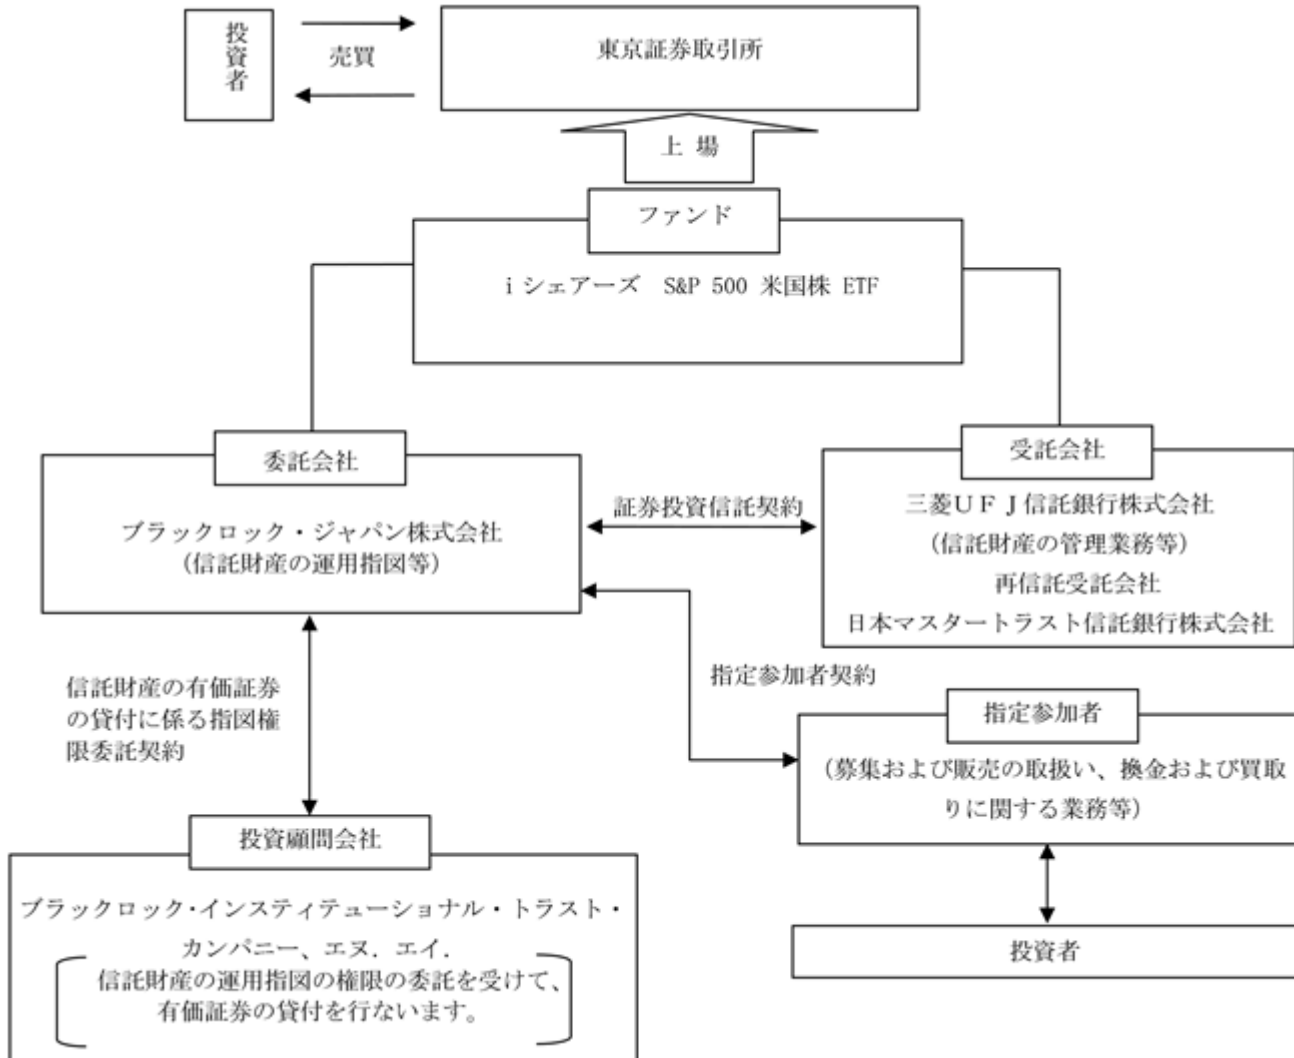 投資者
売買
東京証券取引所
上 場
ファンド
i シェアーズ　S&P 500 米国株 ETF
委託会社
ブラックロック・ジャパン株式会社
（信託財産の運用指図等）
証券投資信託契約
受託会社
三菱ＵＦＪ信託銀行株式会社
（信託財産の管理業務等）
再信託受託会社
日本マスタートラスト信託銀行株式会社
信託財産の有価証券
の貸付に係る指図権
限委託契約
指定参加者契約
指定参加者
（募集および販売の取扱い、換金および買取
りに関する業務等）
投資顧問会社
ブラックロック・インスティテューショナル・トラスト・
カンパニー、エヌ．エイ．
信託財産の運用指図の権限の委託を受けて、
有価証券の貸付を行ないます。
投資者